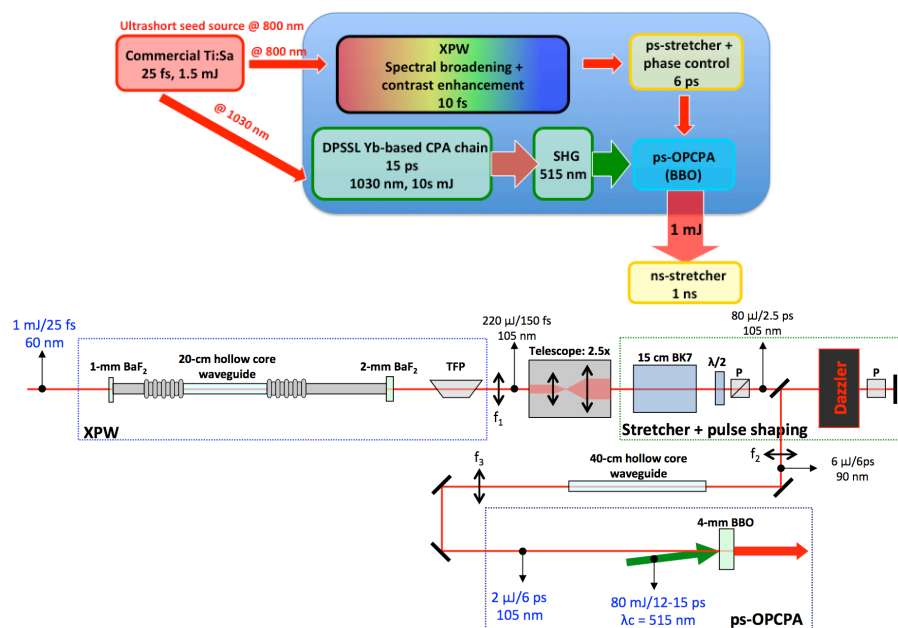 Ultrashort seed source @ 800 nm
Commercial Ti:Sa
25 fs, 1.5 mJ
@ 800 nm
@ 1030 nm
XPW
Spectral broadening +
contrast enhancement
10 fs
ps-stretcher +
phase control
6 ps
DPSSL Yb-based CPA chain
15 ps
1030 nm, 10s mJ
SHG
515 nm
ps-OPCPA
(BBO)
1 mJ
ns-stretcher
1 ns
1 mJ/25 fs
60 nm
1-mm BaF₂
20-cm hollow core
waveguide
2-mm BaF₂
TFP
XPW
f₁
220 µJ/150 fs
105 nm
Telescope: 2.5x
15 cm BK7
λ/2
P
80 µJ/2.5 ps
105 nm
Dazzler
P
Stretcher + pulse shaping
f₂
6 µJ/6ps
90 nm
f₃
40-cm hollow core
waveguide
4-mm BBO
2 µJ/6 ps
105 nm
80 mJ/12-15 ps
λc = 515 nm
ps-OPCPA